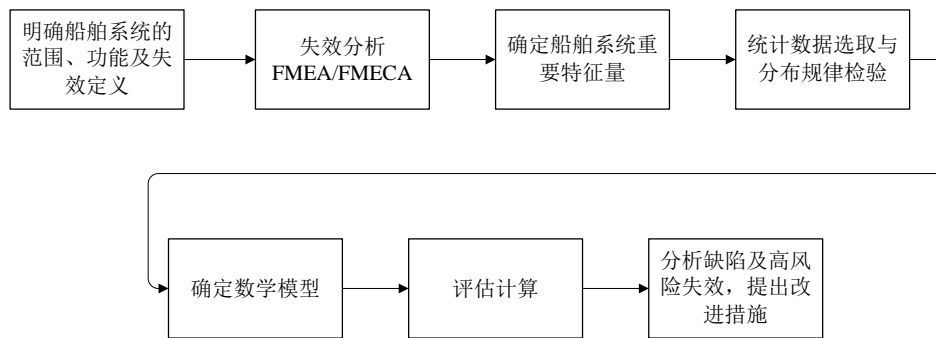 明确船舶系统的
范围、功能及失
效定义
失效分析
FMEA/FMECA
确定船舶系统重
要特征量
统计数据选取与
分布规律检验
确定数学模型
评估计算
分析缺陷及高风
险失效，提出改
进措施